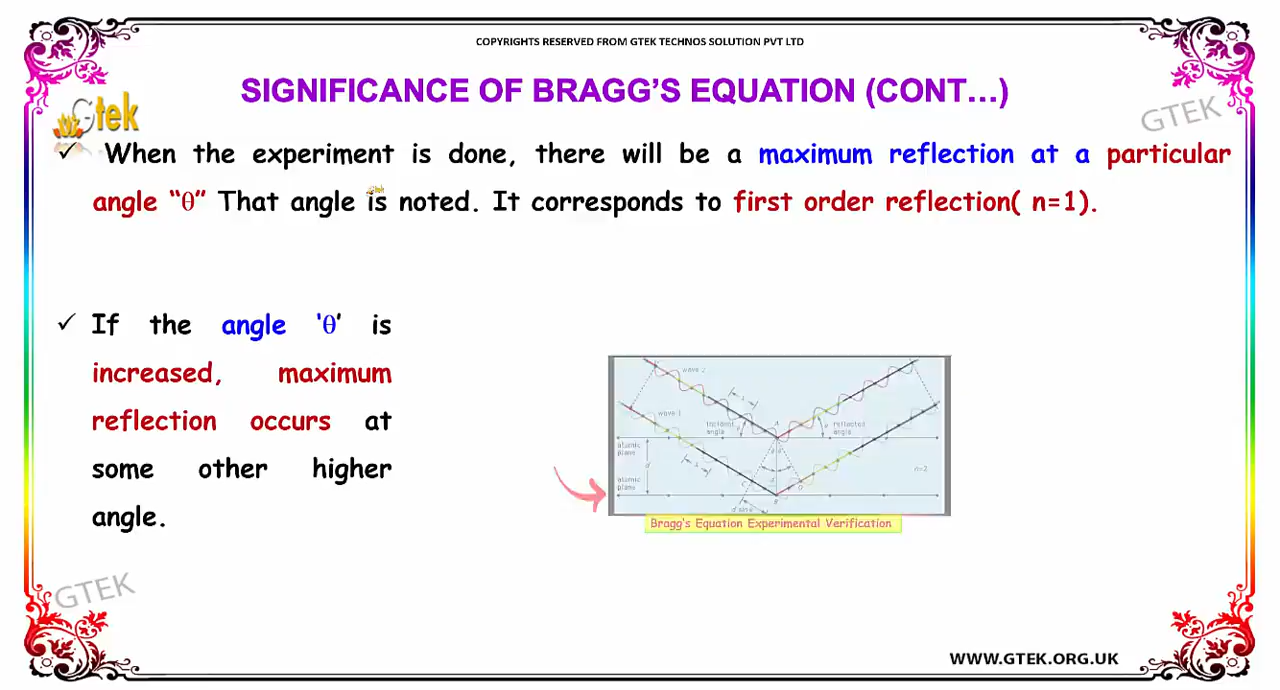 COPYRIGHTS RESERVED FROM GTEK TECHNOS SOLUTION PVT LTD
SIGNIFICANCE OF BRAGG'S EQUATION (CONT…)
Gtek
GTEK
✓ When the experiment is done, there will be a maximum reflection at a particular
angle “θ” That angle is noted. It corresponds to first order reflection( n=1).
✓ If the angle ‘θ’ is
increased, maximum
reflection occurs at
some other higher
angle.
wave 2
wave 1
incident
angle
reflected
angle
atomic
plane
atomic
plane
n=2
d sin θ
Bragg's Equation Experimental Verification
GTEK
WWW.GTEK.ORG.UK